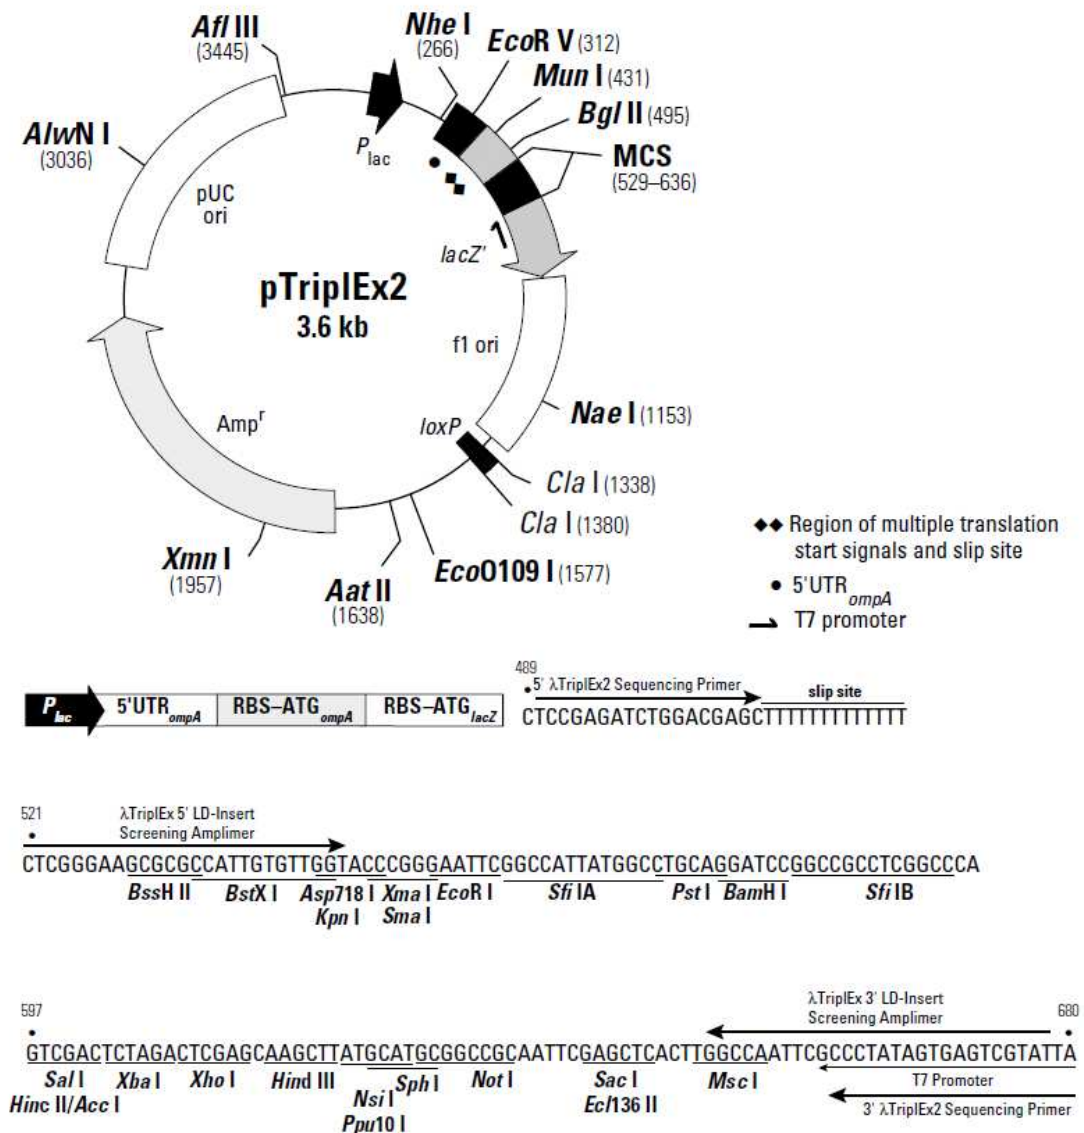 Afl III
(3445)
Nhe I
(266)
EcoR V (312)
Mun I (431)
Bgl II (495)
MCS
(529–636)
AlwN I
(3036)
Plac
pUC
ori
lacZ'
pTriplEx2
3.6 kb
f1 ori
Ampr
loxP
Nae I (1153)
Cla I (1338)
Cla I (1380)
Xmn I
(1957)
Aat II
(1638)
EcoO109 I (1577)
◆◆ Region of multiple translation
start signals and slip site
● 5'UTR ompA
T7 promoter
489
5' λTriplEx2 Sequencing Primer
slip site
Plac 5'UTRompA RBS–ATGompA RBS–ATGlacZ
CTCCGAGATCTGGACGAGCTTTTTTTTTTTTT
521
λTriplEx 5' LD-Insert
Screening Amplimer
CTCGGGAAGCGCGCCATTGTGTTGGTACCCGGGAATTCGGCCATTATGGCCTGCAGGATCCGGCCGCCTCGGCCCA
BssH II BstX I Asp718 I Xma I EcoR I Sfi IA Pst I BamH I Sfi IB
Kpn I Sma I
597
λTriplEx 3' LD-Insert
Screening Amplimer
680
GTCGACTCTAGACTCGAGCAAGCTTATGCATGCGGCCGCAATTCGAGCTCACTTGGCCAATTCGCCCTATAGTGAGTCGTATTA
Sal I Xba I Xho I Hind III Sph I Not I Sac I Msc I T7 Promoter
Hinc II/Acc I Nsi I Ecl136 II
Ppu10 I 3' λTriplEx2 Sequencing Primer